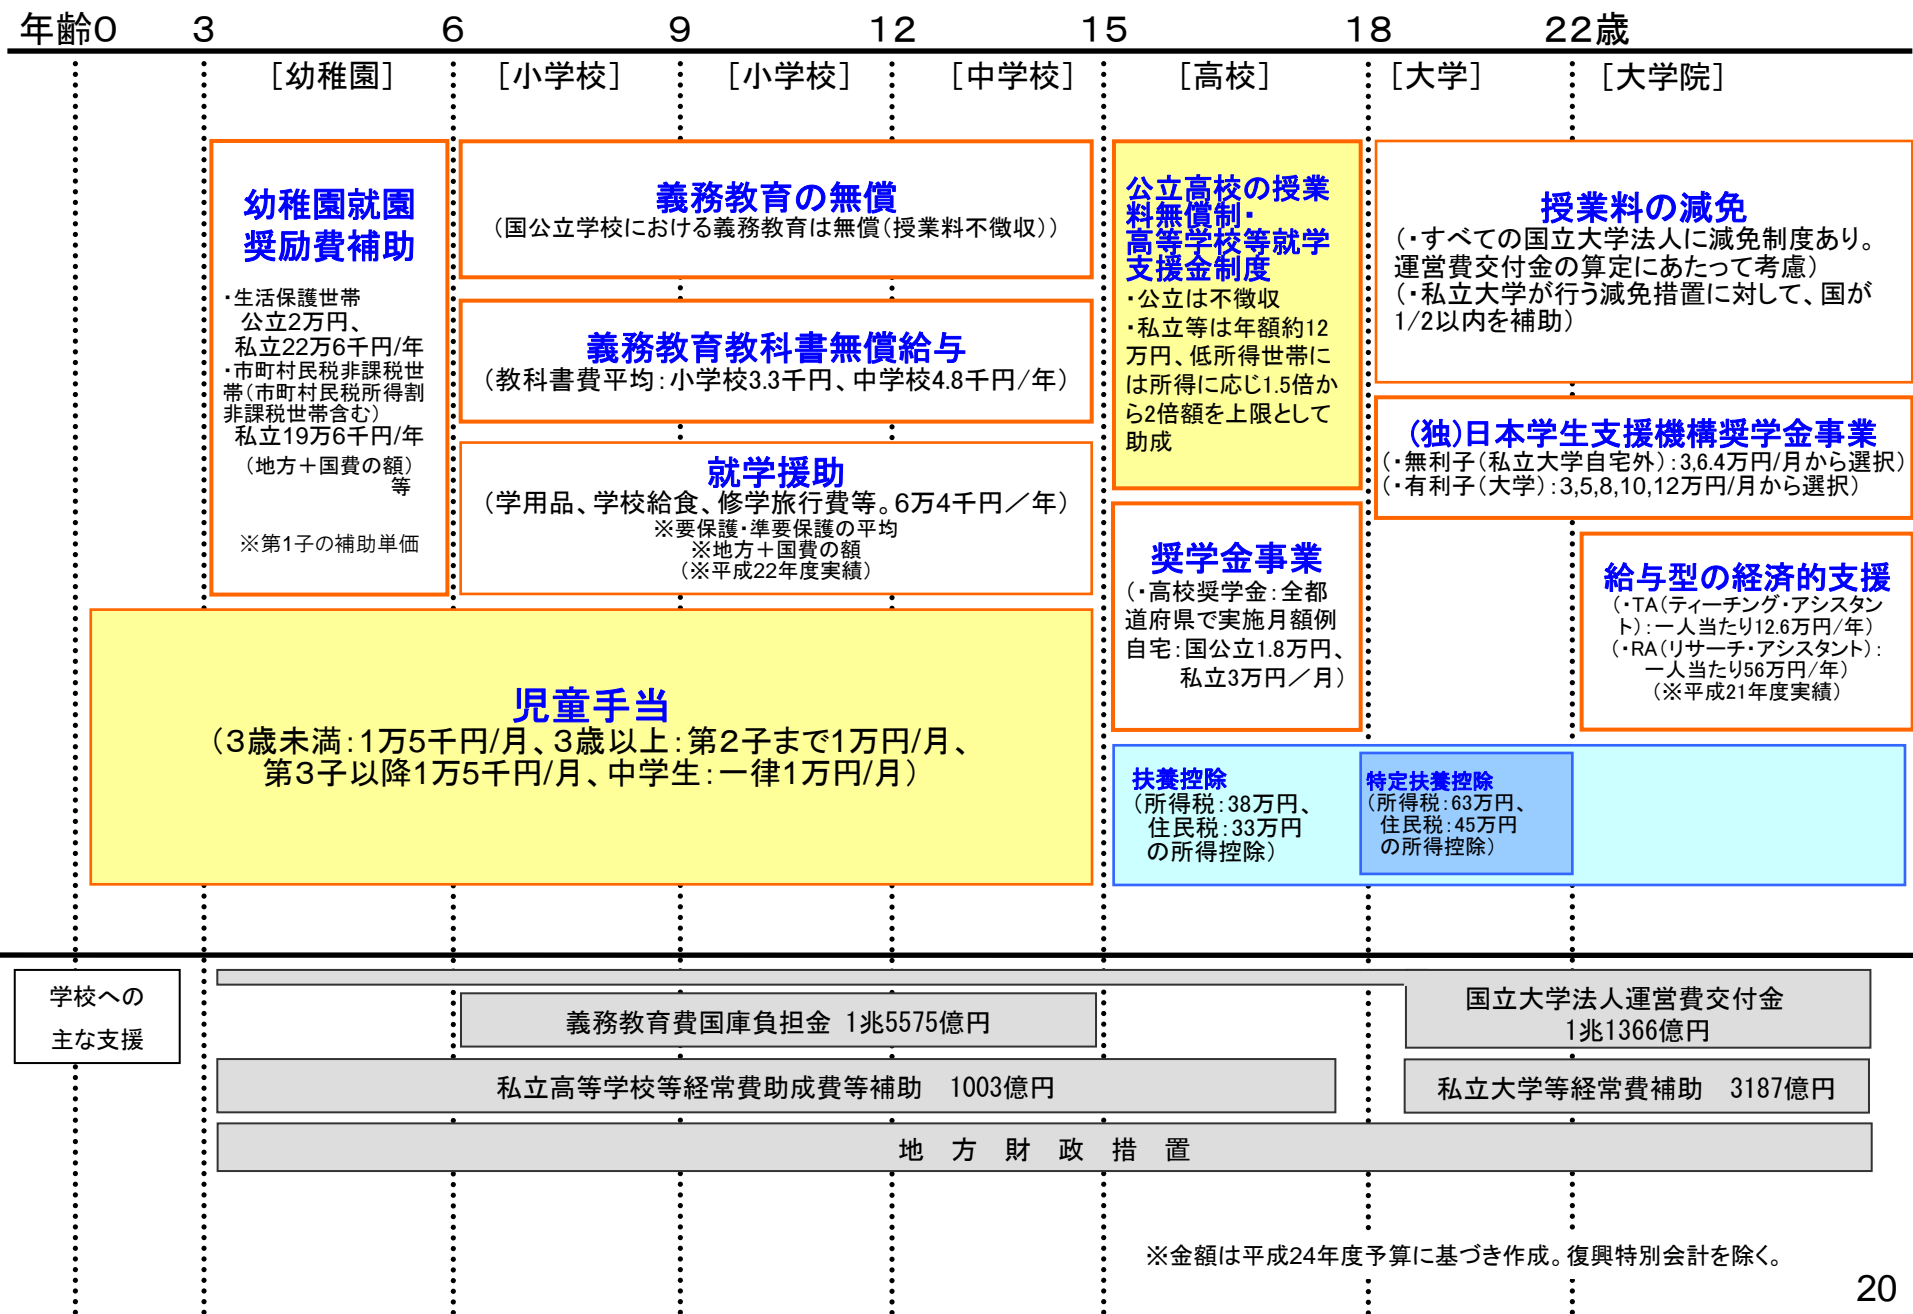 年齢0 3 6 9 12 15 18 22歳
［幼稚園］ ［小学校］ ［小学校］ ［中学校］ ［高校］ ［大学］ ［大学院］
幼稚園就園
奨励費補助
・生活保護世帯
公立2万円、
私立22万6千円/年
・市町村民税非課税世
帯（市町村民税所得割
非課税世帯含む）
私立19万6千円/年
（地方＋国費の額）
等
※第1子の補助単価
義務教育の無償
（国公立学校における義務教育は無償（授業料不徴収））
義務教育教科書無償給与
（教科書費平均：小学校3.3千円、中学校4.8千円/年）
就学援助
（学用品、学校給食、修学旅行費等。6万4千円／年）
※要保護・準要保護の平均
※地方＋国費の額
（※平成22年度実績）
公立高校の授業
料無償制・
高等学校等就学
支援金制度
・公立は不徴収
・私立等は年額約12
万円、低所得世帯に
は所得に応じ1.5倍か
ら2倍額を上限として
助成
奨学金事業
（・高校奨学金：全都
道府県で実施月額例
自宅：国公立1.8万円、
私立3万円／月）
授業料の減免
（・すべての国立大学法人に減免制度あり。
運営費交付金の算定にあたって考慮）
（・私立大学が行う減免措置に対して、国が
1/2以内を補助）
（独）日本学生支援機構奨学金事業
（・無利子（私立大学自宅外）：3,6.4万円/月から選択）
（・有利子（大学）：3,5,8,10,12万円/月から選択）
給与型の経済的支援
（・TA（ティーチング・アシスタン
ト）：一人当たり12.6万円/年）
（・RA（リサーチ・アシスタント）：
一人当たり56万円/年）
（※平成21年度実績）
児童手当
（３歳未満：1万5千円/月、３歳以上：第２子まで1万円/月、
第３子以降1万5千円/月、中学生：一律1万円/月）
扶養控除
（所得税：38万円、
住民税：33万円
の所得控除）
特定扶養控除
（所得税：63万円、
住民税：45万円
の所得控除）
学校への
主な支援
国立大学法人運営費交付金
1兆1366億円
義務教育費国庫負担金 1兆5575億円
私立高等学校等経常費助成費等補助　1003億円
私立大学等経常費補助　3187億円
地　方　財　政　措　置
※金額は平成24年度予算に基づき作成。復興特別会計を除く。
20